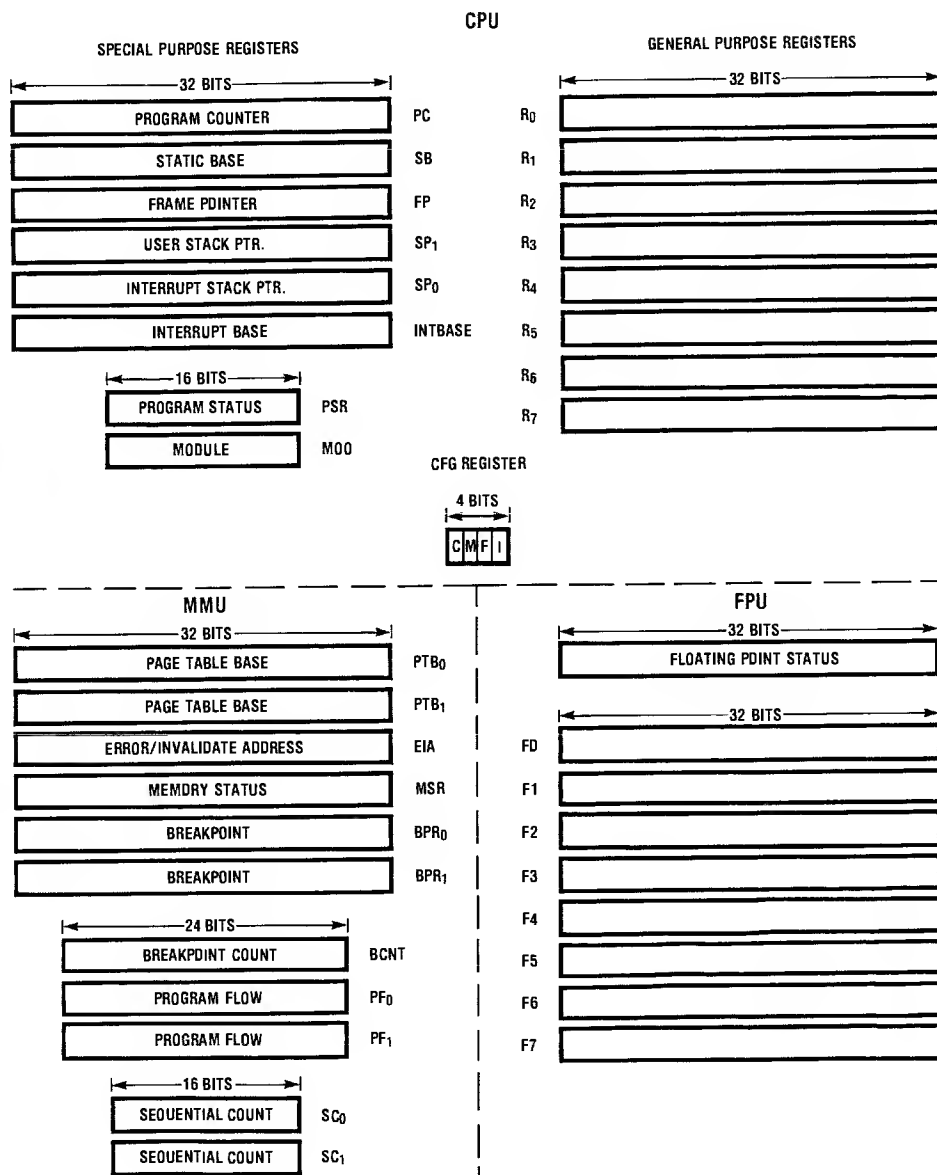 CPU
SPECIAL PURPOSE REGISTERS
32 BITS
PROGRAM COUNTER PC
STATIC BASE SB
FRAME PDINTER FP
USER STACK PTR. SP1
INTERRUPT STACK PTR. SP0
INTERRUPT BASE INTBASE
16 BITS
PROGRAM STATUS PSR
MODULE MOO
GENERAL PURPOSE REGISTERS
32 BITS
R0
R1
R2
R3
R4
R5
R6
R7
CFG REGISTER
4 BITS
C M F I
MMU
32 BITS
PAGE TABLE BASE PTB0
PAGE TABLE BASE PTB1
ERROR/INVALIDATE ADDRESS EIA
MEMDRY STATUS MSR
BREAKPOINT BPR0
BREAKPOINT BPR1
24 BITS
BREAKPDINT COUNT BCNT
PROGRAM FLOW PF0
PROGRAM FLOW PF1
16 BITS
SEQUENTIAL COUNT SC0
SEQUENTIAL COUNT SC1
FPU
32 BITS
FLOATING PDINT STATUS
32 BITS
FD
F1
F2
F3
F4
F5
F6
F7